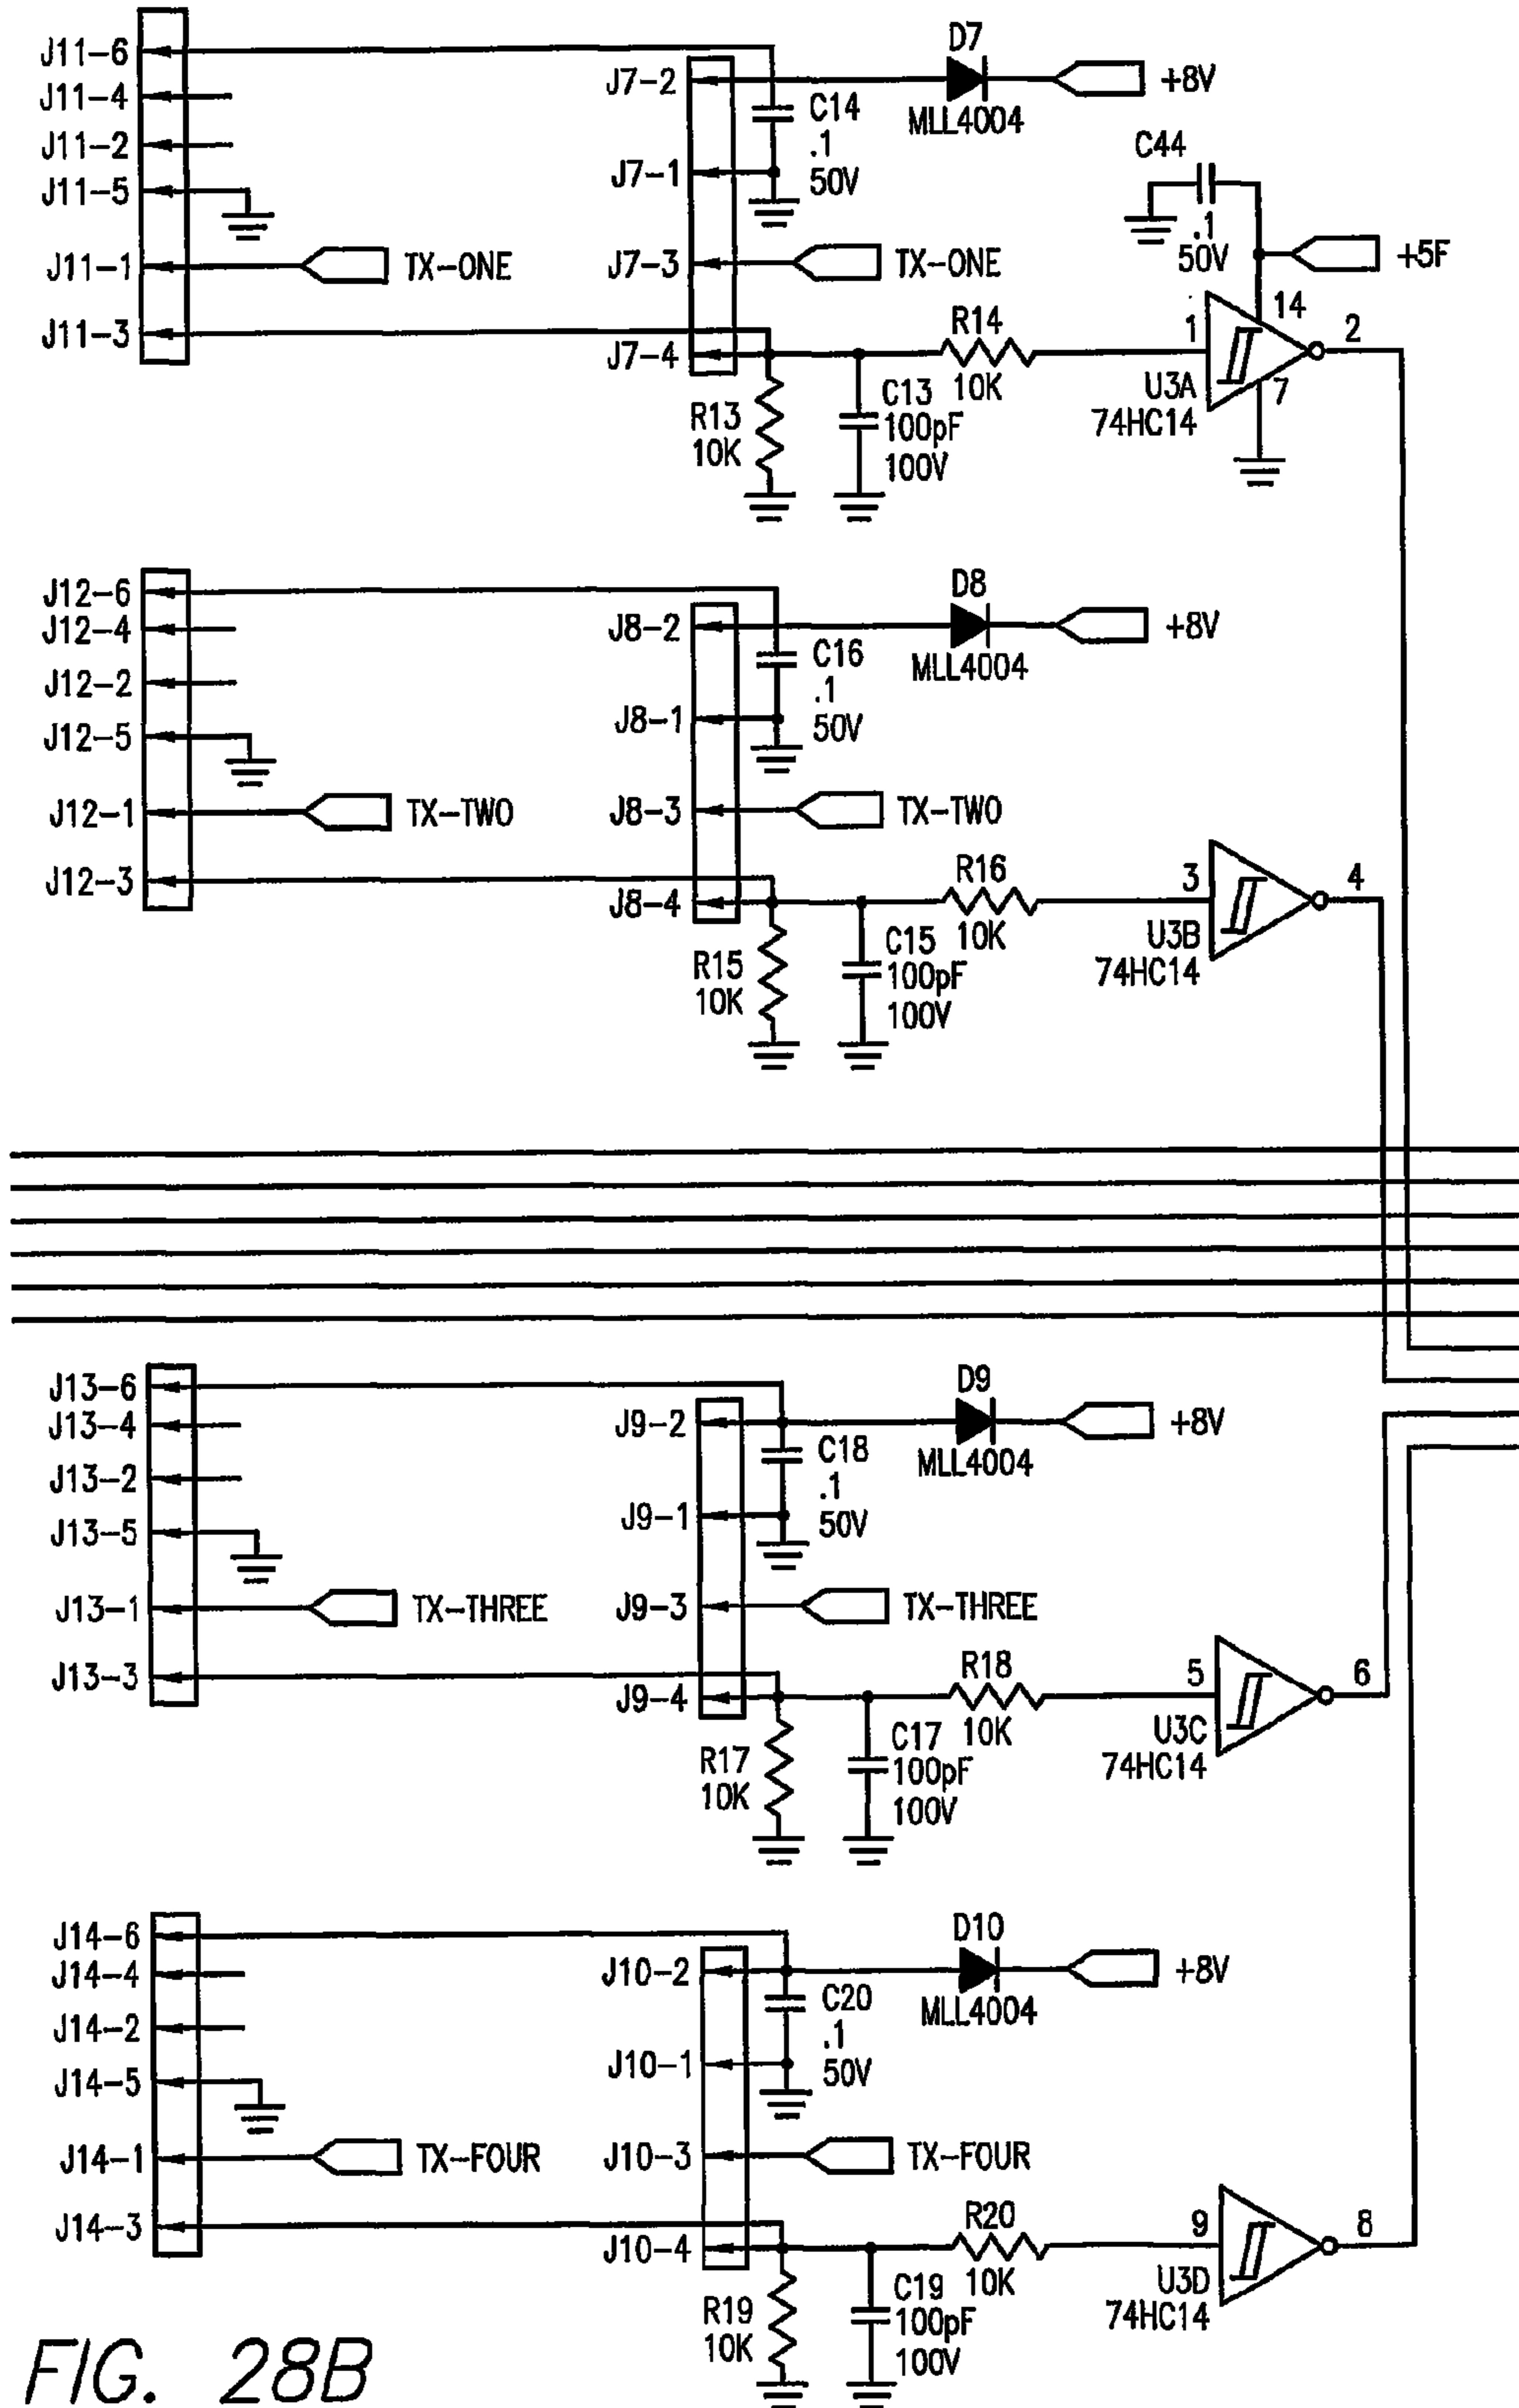 J11-6
J11-4
J11-2
J11-5
J11-1
J11-3
TX-ONE
J7-2
J7-1
J7-3
J7-4
C14
.1
50V
D7
MLL4004
+8V
TX-ONE
C44
.1
50V
+5F
R13
10K
C13
100pF
100V
R14
10K
1
14
2
7
U3A
74HC14
J12-6
J12-4
J12-2
J12-5
J12-1
J12-3
TX-TWO
J8-2
J8-1
J8-3
J8-4
C16
.1
50V
D8
MLL4004
+8V
TX-TWO
R15
10K
C15
100pF
100V
R16
10K
3
4
U3B
74HC14
J13-6
J13-4
J13-2
J13-5
J13-1
J13-3
TX-THREE
J9-2
J9-1
J9-3
J9-4
C18
.1
50V
D9
MLL4004
+8V
TX-THREE
R17
10K
C17
100pF
100V
R18
10K
5
6
U3C
74HC14
J14-6
J14-4
J14-2
J14-5
J14-1
J14-3
TX-FOUR
J10-2
J10-1
J10-3
J10-4
C20
.1
50V
D10
MLL4004
+8V
TX-FOUR
R19
10K
C19
100pF
100V
R20
10K
9
8
U3D
74HC14
FIG. 28B